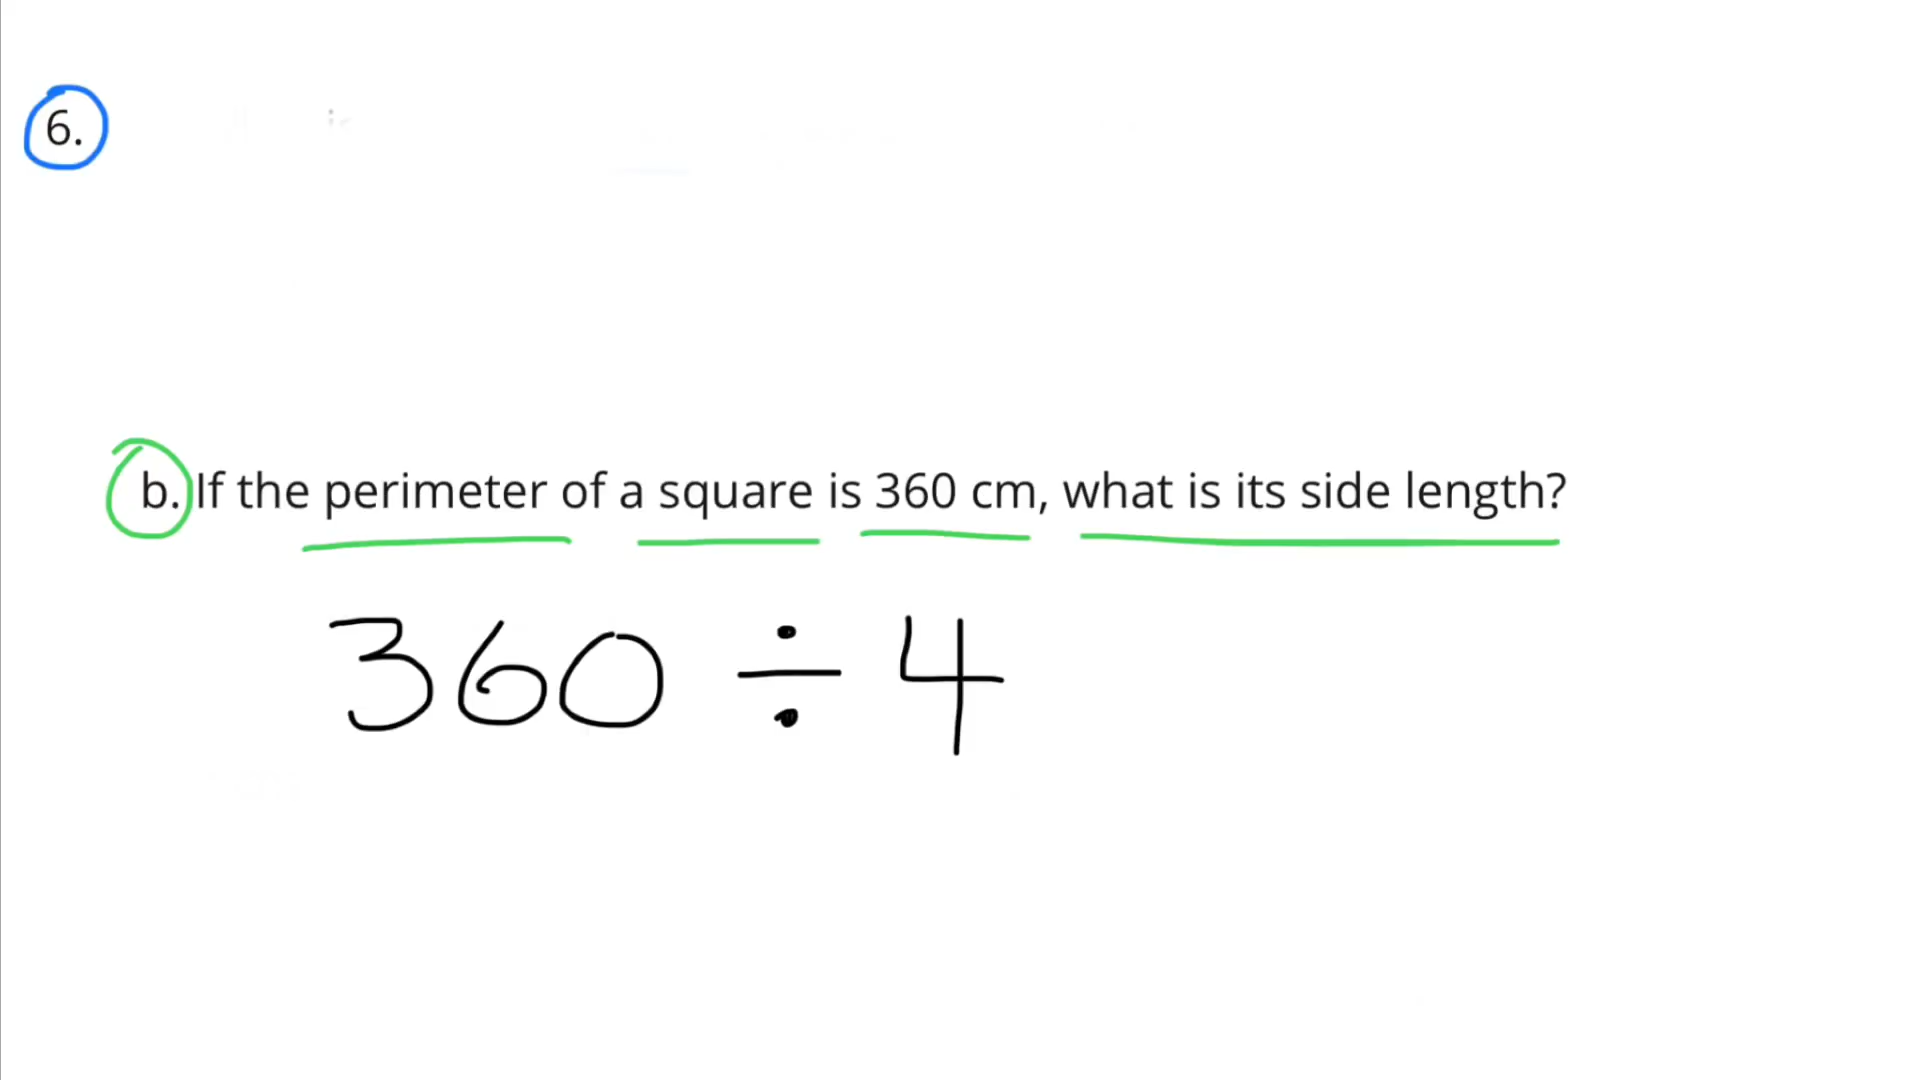 6.
b. If the perimeter of a square is 360 cm, what is its side length?
360 ÷ 4